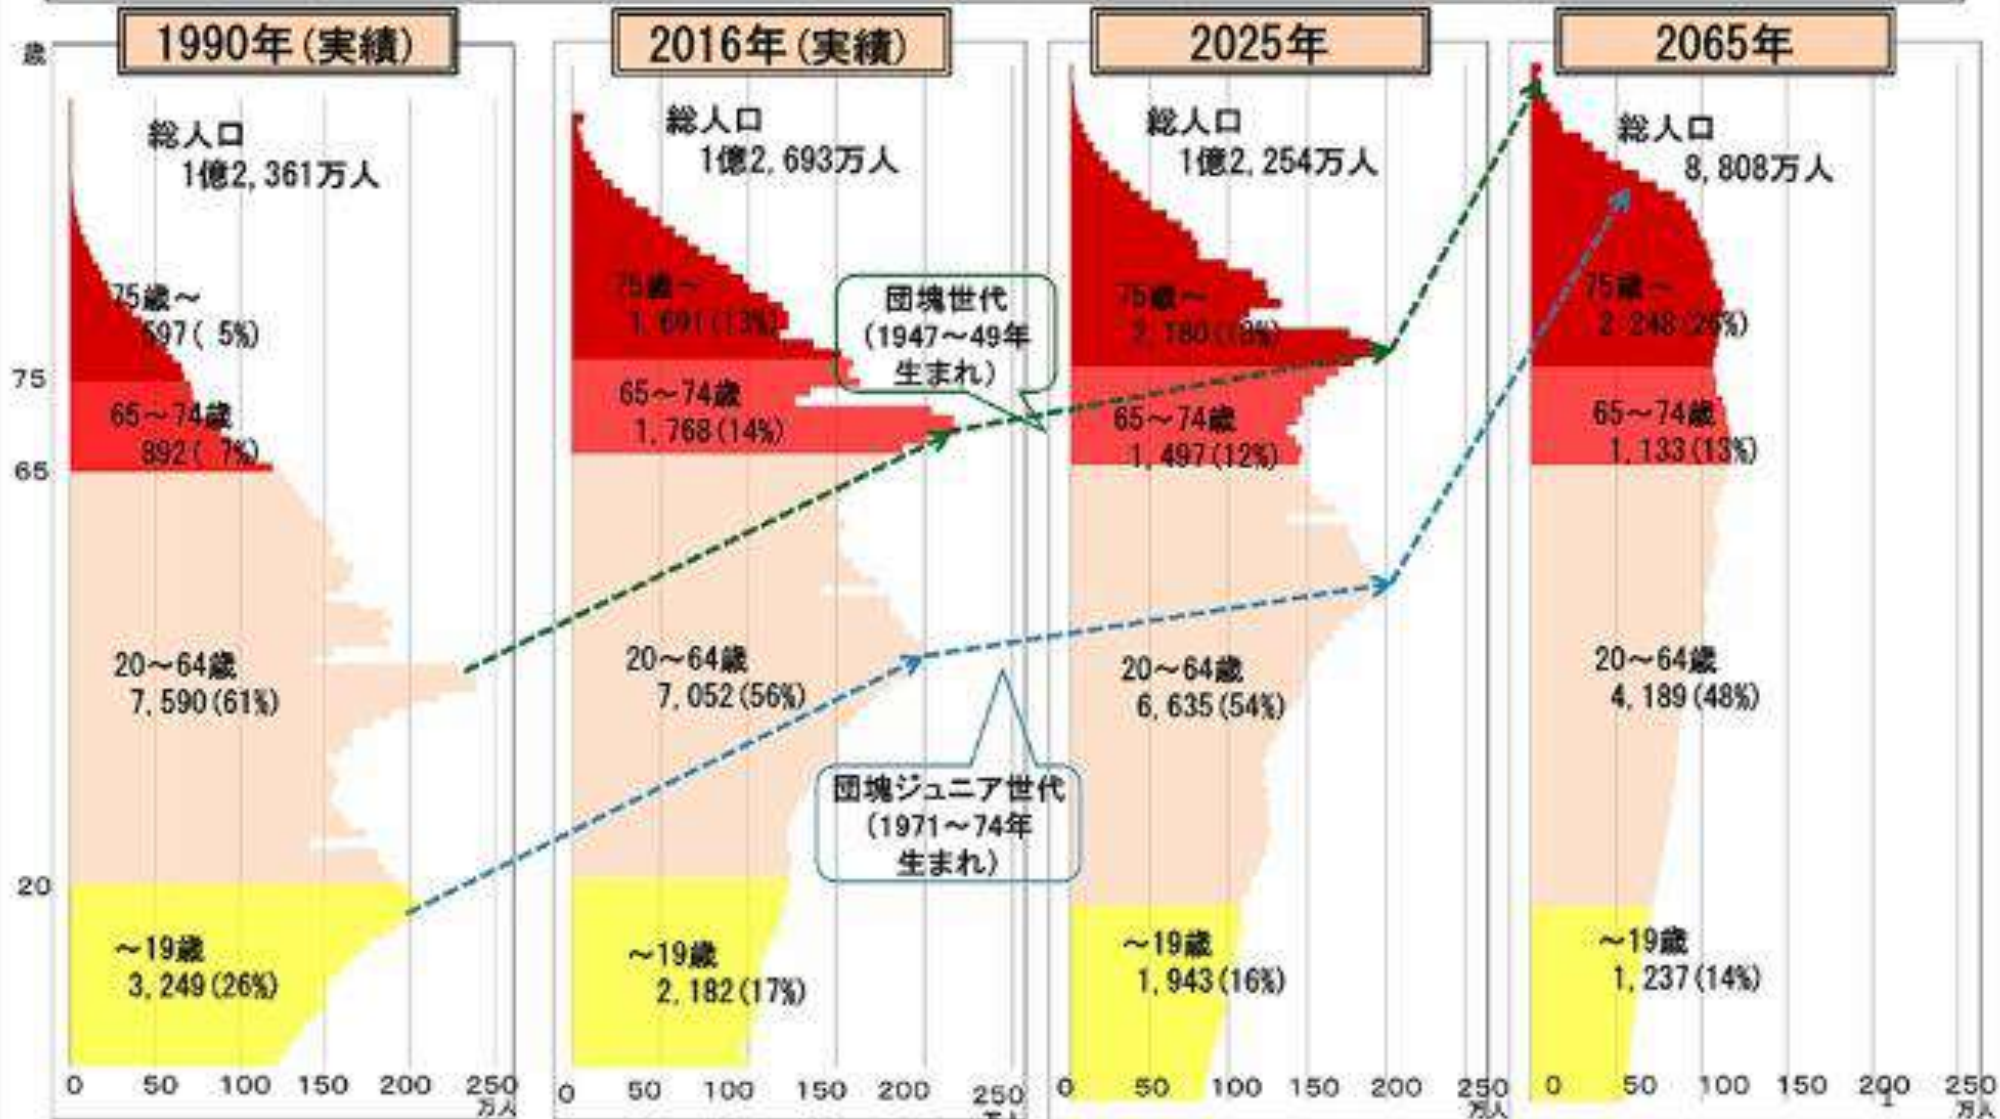 1990年(実績)
歳
総人口
1億2,361万人
75歳～
597( 5%)
75
65～74歳
892( 7%)
65
20～64歳
7,590(61%)
20
～19歳
3,249(26%)
0 50 100 150 200 250
万人
2016年(実績)
総人口
1億2,693万人
75歳～
1,691(13%)
65～74歳
1,768(14%)
20～64歳
7,052(56%)
～19歳
2,182(17%)
0 50 100 150 200 250
万人
団塊世代
(1947～49年
生まれ)
団塊ジュニア世代
(1971～74年
生まれ)
2025年
総人口
1億2,254万人
75歳～
2,180(18%)
65～74歳
1,497(12%)
20～64歳
6,635(54%)
～19歳
1,943(16%)
0 50 100 150 200 250
万人
2065年
総人口
8,808万人
75歳～
2,248(26%)
65～74歳
1,133(13%)
20～64歳
4,189(48%)
～19歳
1,237(14%)
0 50 100 150 200 250
万人